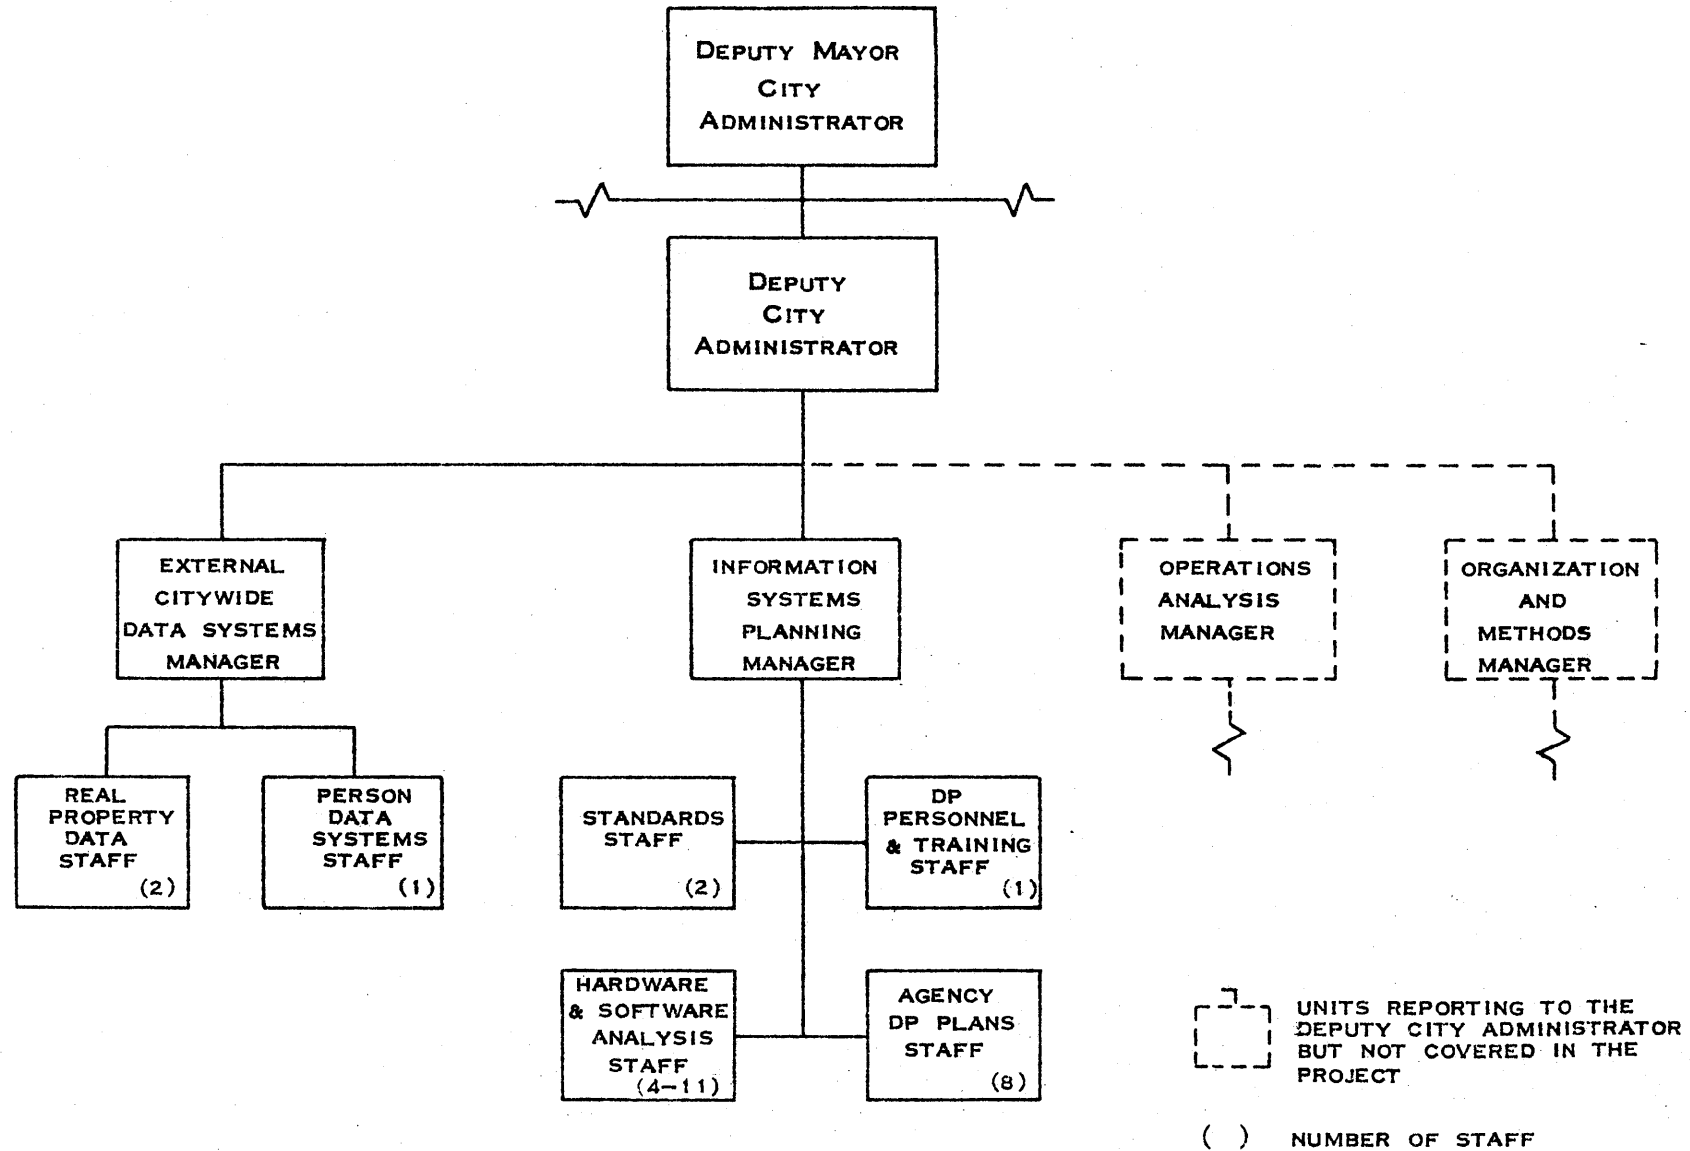 DEPUTY MAYOR
CITY
ADMINISTRATOR
DEPUTY
CITY
ADMINISTRATOR
EXTERNAL
CITYWIDE
DATA SYSTEMS
MANAGER
INFORMATION
SYSTEMS
PLANNING
MANAGER
OPERATIONS
ANALYSIS
MANAGER
ORGANIZATION
AND
METHODS
MANAGER
REAL
PROPERTY
DATA
STAFF
(2)
PERSON
DATA
SYSTEMS
STAFF
(1)
STANDARDS
STAFF
(2)
DP
PERSONNEL
& TRAINING
STAFF
(1)
HARDWARE
& SOFTWARE
ANALYSIS
STAFF
(4-11)
AGENCY
DP PLANS
STAFF
(8)
UNITS REPORTING TO THE
DEPUTY CITY ADMINISTRATOR
BUT NOT COVERED IN THE
PROJECT
( ) NUMBER OF STAFF